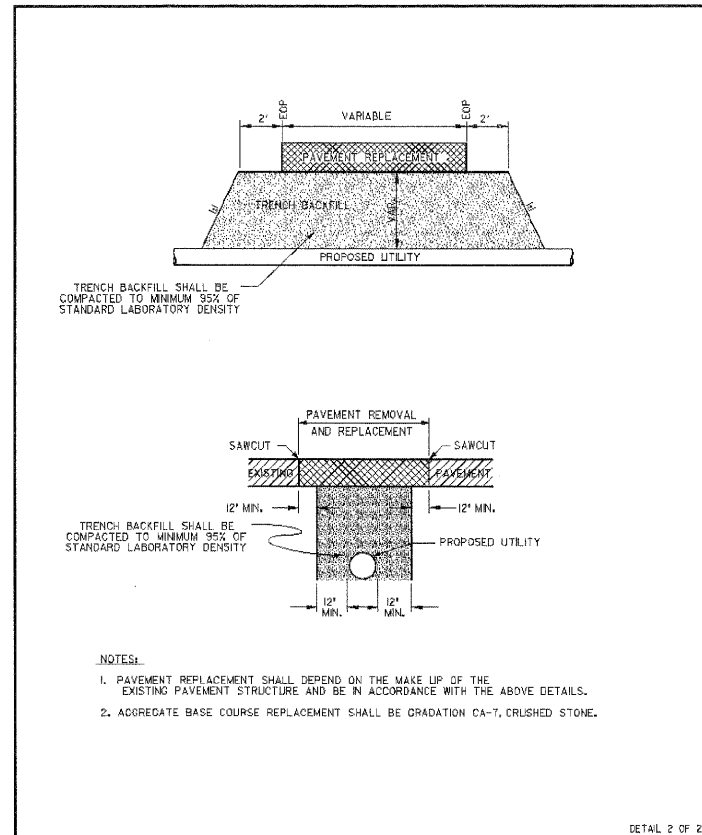 EOP
EOP
2'
VARIABLE
2'
PAVEMENT REPLACEMENT
TRENCH BACKFILL
VAR.
PROPOSED UTILITY
TRENCH BACKFILL SHALL BE
COMPACTED TO MINIMUM 95% OF
STANDARD LABORATORY DENSITY
PAVEMENT REMOVAL
AND REPLACEMENT
SAWCUT
SAWCUT
EXISTING
PAVEMENT
12" MIN.
12" MIN.
TRENCH BACKFILL SHALL BE
COMPACTED TO MINIMUM 95% OF
STANDARD LABORATORY DENSITY
PROPOSED UTILITY
12"
MIN.
12"
MIN.
NOTES:
1. PAVEMENT REPLACEMENT SHALL DEPEND ON THE MAKE UP OF THE
EXISTING PAVEMENT STRUCTURE AND BE IN ACCORDANCE WITH THE ABOVE DETAILS.
2. AGGREGATE BASE COURSE REPLACEMENT SHALL BE GRADATION CA-7, CRUSHED STONE.
DETAIL 2 OF 2